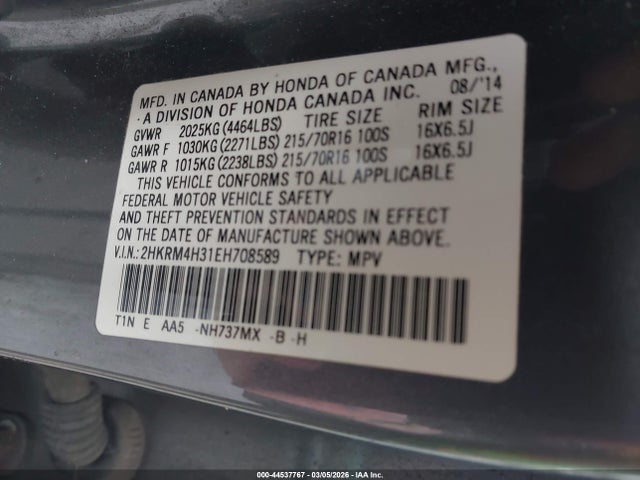 MFD. IN CANADA BY HONDA OF CANADA MFG.,
- A DIVISION OF HONDA CANADA INC. 08/'14
GVWR 2025KG (4464LBS) TIRE SIZE RIM SIZE
GAWR F 1030KG (2271LBS) 215/70R16 100S 16X6.5J
GAWR R 1015KG (2238LBS) 215/70R16 100S 16X6.5J
THIS VEHICLE CONFORMS TO ALL APPLICABLE
FEDERAL MOTOR VEHICLE SAFETY
AND THEFT PREVENTION STANDARDS IN EFFECT
ON THE DATE OF MANUFACTURE SHOWN ABOVE.
V.I.N.: 2HKRM4H31EH708589 TYPE: MPV
T1N E AA5 -NH737MX -B -H
000-44537767 - 03/05/2026 - IAA Inc.